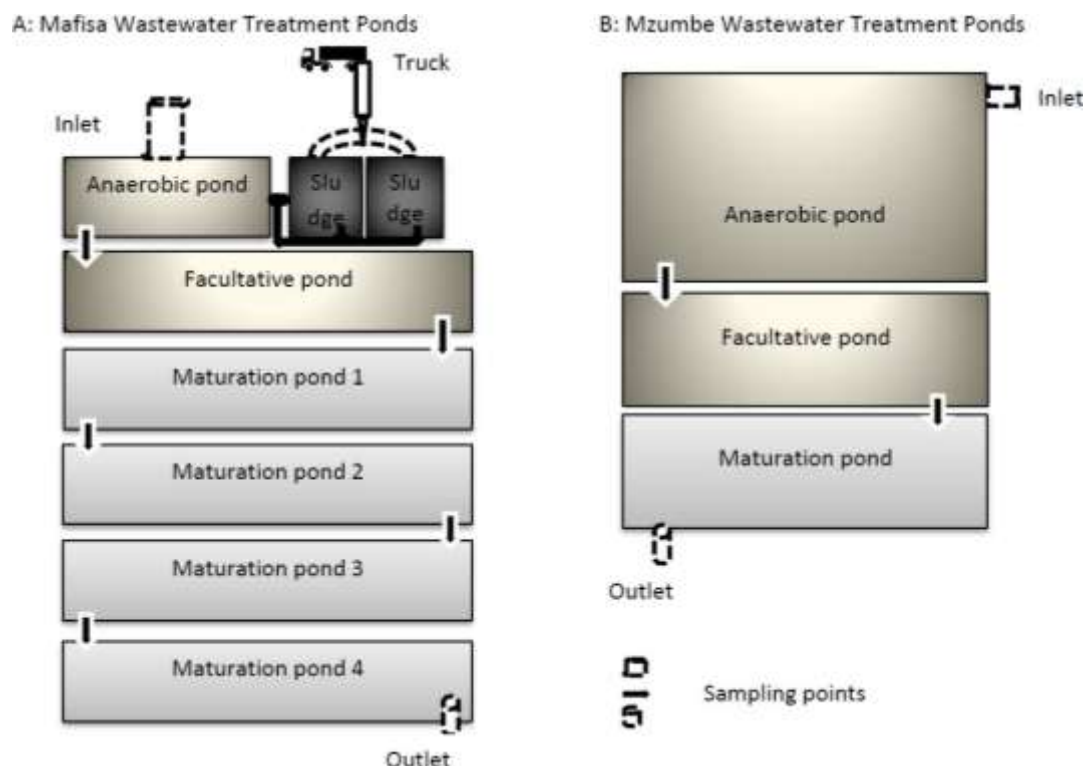 A: Mafisa Wastewater Treatment Ponds
Truck
Inlet
Anaerobic pond
Slu
dge
Slu
dge
Facultative pond
Maturation pond 1
Maturation pond 2
Maturation pond 3
Maturation pond 4
Outlet
B: Mzumbe Wastewater Treatment Ponds
Inlet
Anaerobic pond
Facultative pond
Maturation pond
Outlet
Sampling points